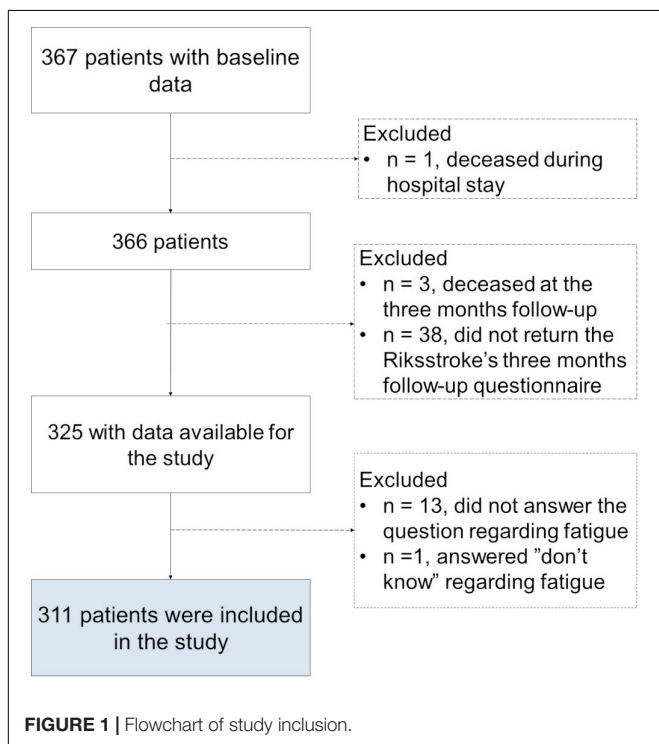 367 patients with baseline
data
Excluded
• n = 1, deceased during
hospital stay
366 patients
Excluded
• n = 3, deceased at the
three months follow-up
• n = 38, did not return the
Riksstroke's three months
follow-up questionnaire
325 with data available for
the study
Excluded
• n = 13, did not answer the
question regarding fatigue
• n =1, answered ”don’t
know” regarding fatigue
311 patients were included
in the study
FIGURE 1 | Flowchart of study inclusion.